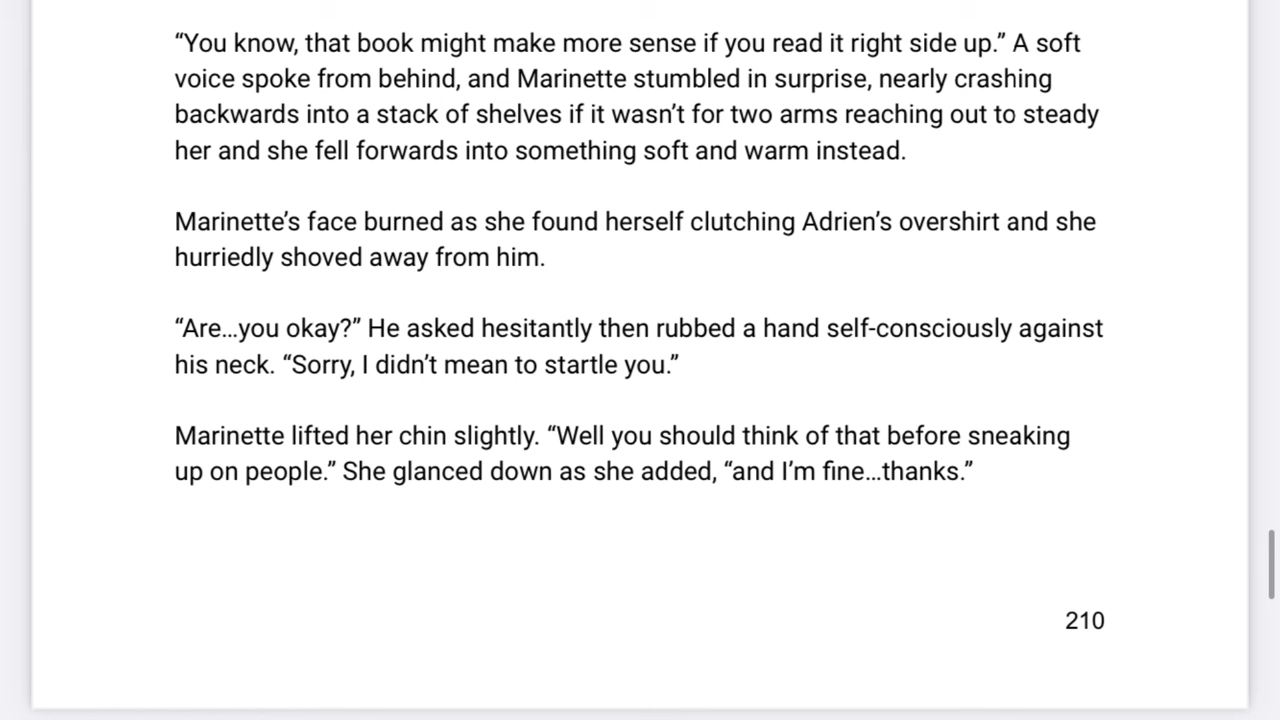 “You know, that book might make more sense if you read it right side up.” A soft
voice spoke from behind, and Marinette stumbled in surprise, nearly crashing
backwards into a stack of shelves if it wasn’t for two arms reaching out to steady
her and she fell forwards into something soft and warm instead.
Marinette’s face burned as she found herself clutching Adrien’s overshirt and she
hurriedly shoved away from him.
“Are…you okay?” He asked hesitantly then rubbed a hand self-consciously against
his neck. “Sorry, I didn’t mean to startle you.”
Marinette lifted her chin slightly. “Well you should think of that before sneaking
up on people.” She glanced down as she added, “and I’m fine…thanks.”
210